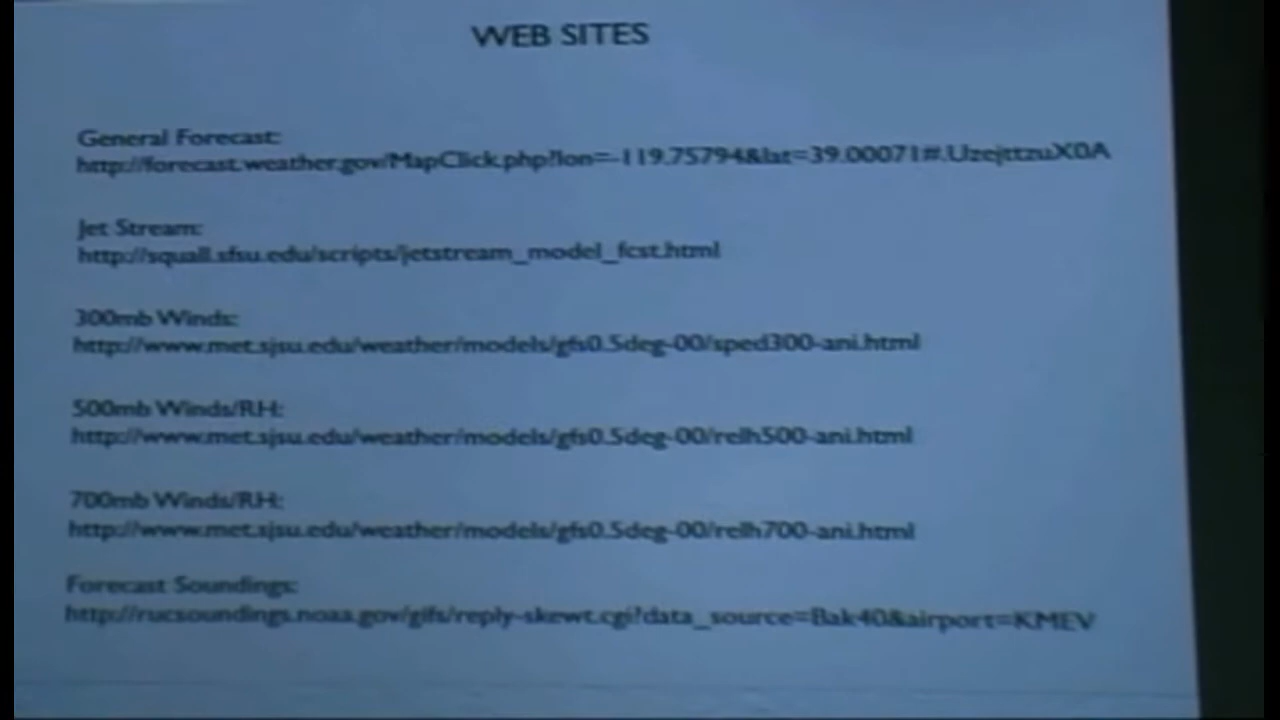 WEB SITES
General Forecast:
http://forecast.weather.gov/MapClick.php?lon=-119.75794&lat=39.00071#.UzejttzuX0A
Jet Stream:
http://squall.sfsu.edu/scripts/jetstream_model_fcst.html
300mb Winds:
http://www.met.sjsu.edu/weather/models/gfs0.5deg-00/sped300-ani.html
500mb Winds/RH:
http://www.met.sjsu.edu/weather/models/gfs0.5deg-00/relh500-ani.html
700mb Winds/RH:
http://www.met.sjsu.edu/weather/models/gfs0.5deg-00/relh700-ani.html
Forecast Soundings:
http://rucsoundings.noaa.gov/gifs/reply-skewt.cgi?data_source=Bak40&airport=KMEV